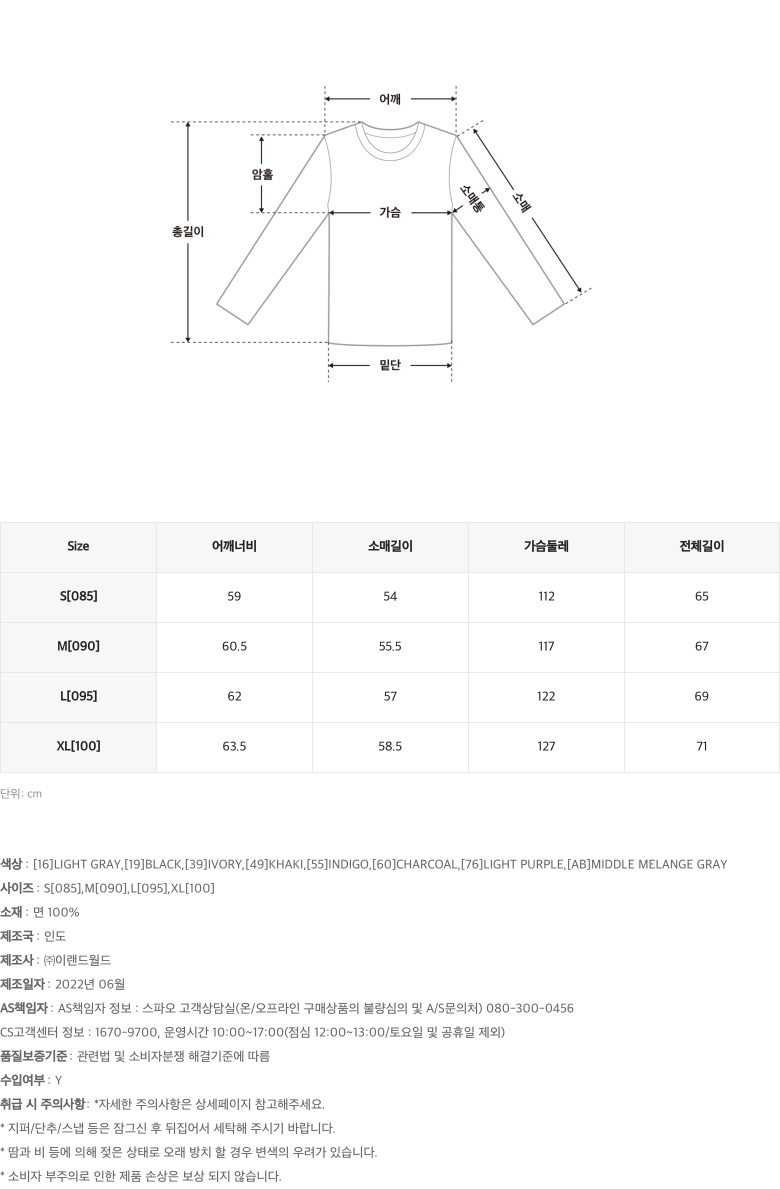 어깨
암홀
소매통
소매
가슴
총길이
밑단
Size 어깨너비 소매길이 가슴둘레 전체길이
S[085] 59 54 112 65
M[090] 60.5 55.5 117 67
L[095] 62 57 122 69
XL[100] 63.5 58.5 127 71
단위: cm
색상 : [16]LIGHT GRAY,[19]BLACK,[39]IVORY,[49]KHAKI,[55]INDIGO,[60]CHARCOAL,[76]LIGHT PURPLE,[AB]MIDDLE MELANGE GRAY
사이즈 : S[085],M[090],L[095],XL[100]
소재 : 면 100%
제조국 : 인도
제조사 : ㈜이랜드월드
제조일자 : 2022년 06월
AS책임자 : AS책임자 정보 : 스파오 고객상담실(온/오프라인 구매상품의 불량심의 및 A/S문의처) 080-300-0456
CS고객센터 정보 : 1670-9700, 운영시간 10:00~17:00(점심 12:00~13:00/토요일 및 공휴일 제외)
품질보증기준 : 관련법 및 소비자분쟁 해결기준에 따름
수입여부 : Y
취급 시 주의사항 : *자세한 주의사항은 상세페이지 참고해주세요.
* 지퍼/단추/스냅 등은 잠그신 후 뒤집어서 세탁해 주시기 바랍니다.
* 땀과 비 등에 의해 젖은 상태로 오래 방치 할 경우 변색의 우려가 있습니다.
* 소비자 부주의로 인한 제품 손상은 보상 되지 않습니다.